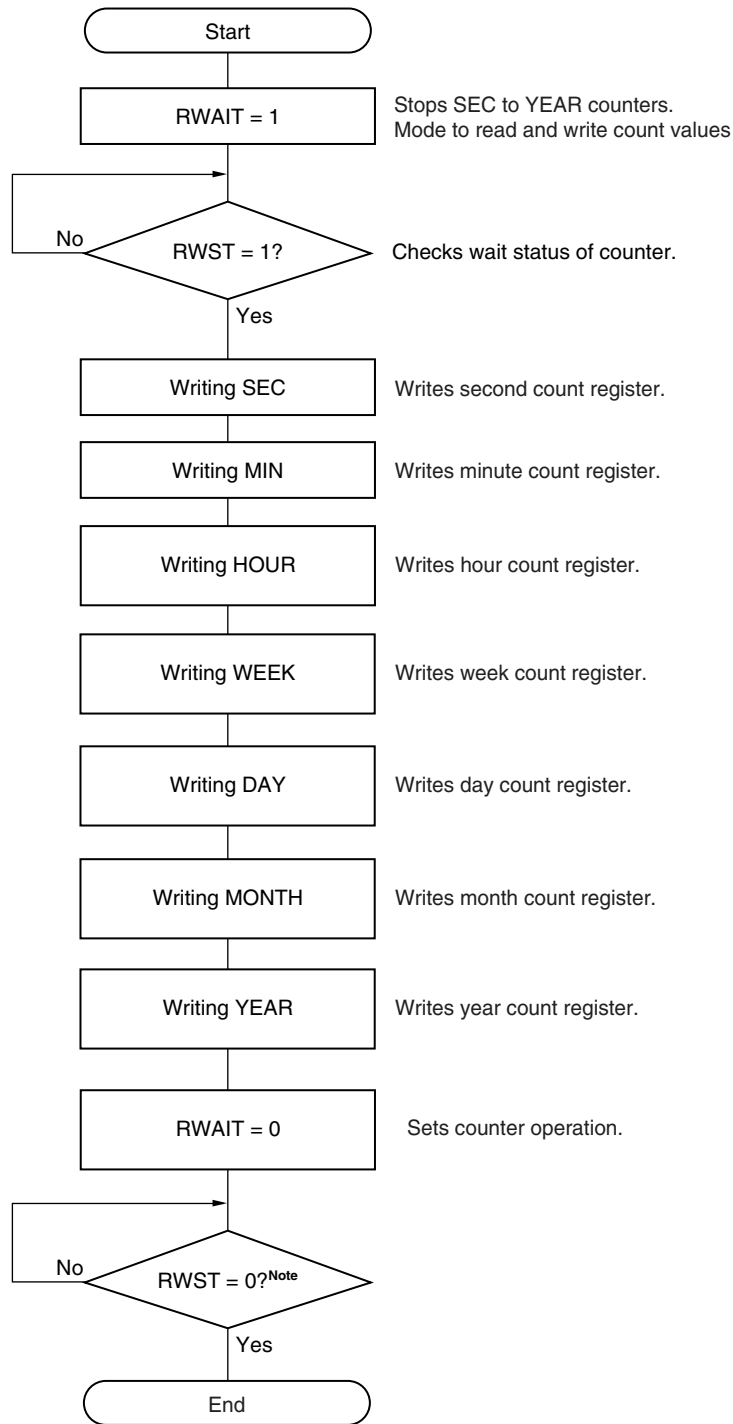 Start
RWAIT = 1
Stops SEC to YEAR counters.
Mode to read and write count values
No
RWST = 1?
Checks wait status of counter.
Yes
Writing SEC
Writes second count register.
Writing MIN
Writes minute count register.
Writing HOUR
Writes hour count register.
Writing WEEK
Writes week count register.
Writing DAY
Writes day count register.
Writing MONTH
Writes month count register.
Writing YEAR
Writes year count register.
RWAIT = 0
Sets counter operation.
No
RWST = 0?Note
Yes
End